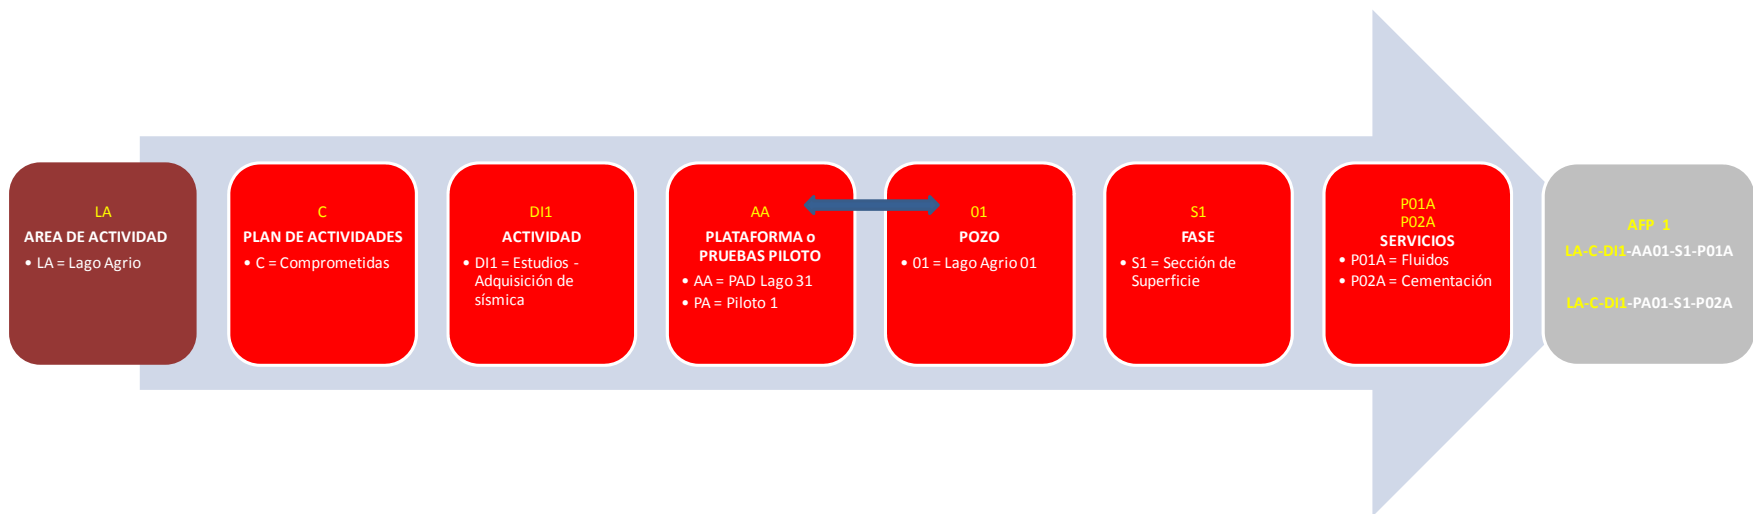 LA
AREA DE ACTIVIDAD
• LA = Lago Agrio
C
PLAN DE ACTIVIDADES
• C = Comprometidas
DI1
ACTIVIDAD
• DI1 = Estudios -
Adquisición de
sísmica
AA
PLATAFORMA o
PRUEBAS PILOTO
• AA = PAD Lago 31
• PA = Piloto 1
01
POZO
• 01 = Lago Agrio 01
S1
FASE
• S1 = Sección de
Superficie
P01A
P02A
SERVICIOS
• P01A = Fluidos
• P02A = Cementación
AFP 1
LA-C-DI1-AA01-S1-P01A
LA-C-DI1-PA01-S1-P02A